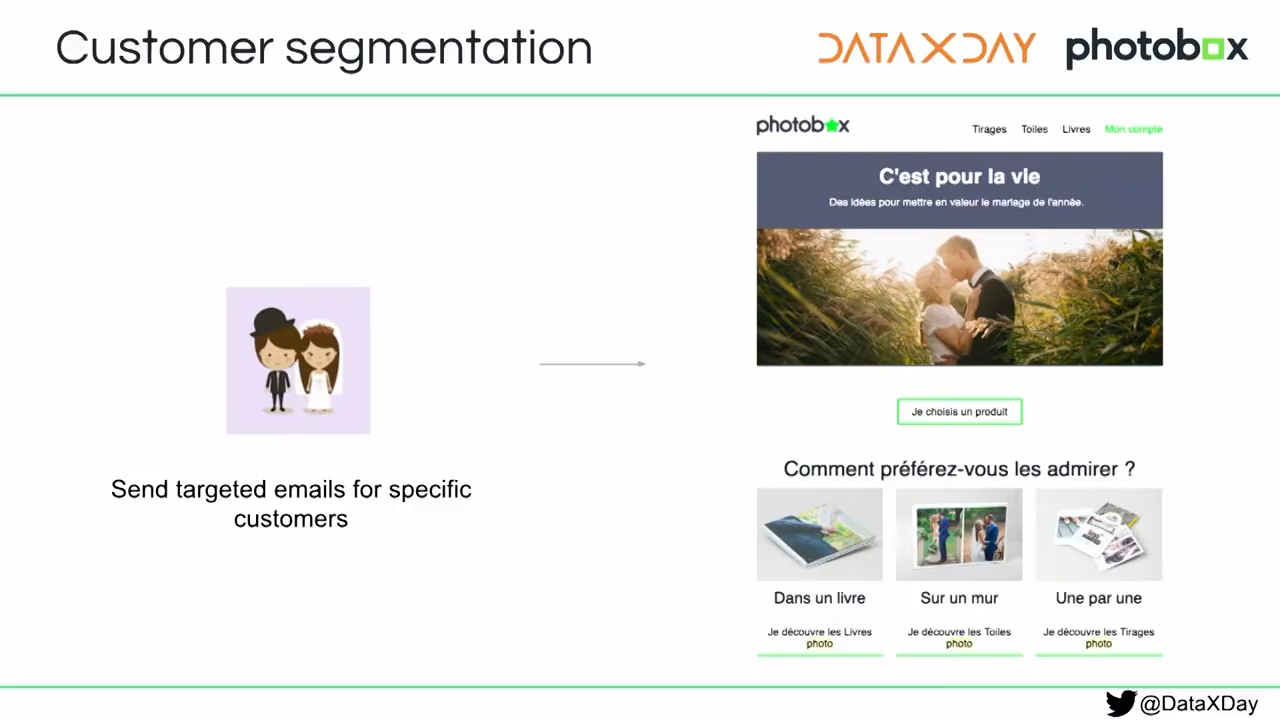 Customer segmentation
DATA X DAY
photobox
photobox
Tirages Toiles Livres Mon compte
C'est pour la vie
Des idées pour mettre en valeur le mariage de l'année.
Je choisis un produit
Send targeted emails for specific
customers
Comment préférez-vous les admirer ?
Dans un livre
Je découvre les Livres
photo
Sur un mur
Je découvre les Toiles
photo
Une par une
Je découvre les Tirages
photo
@DataXDay